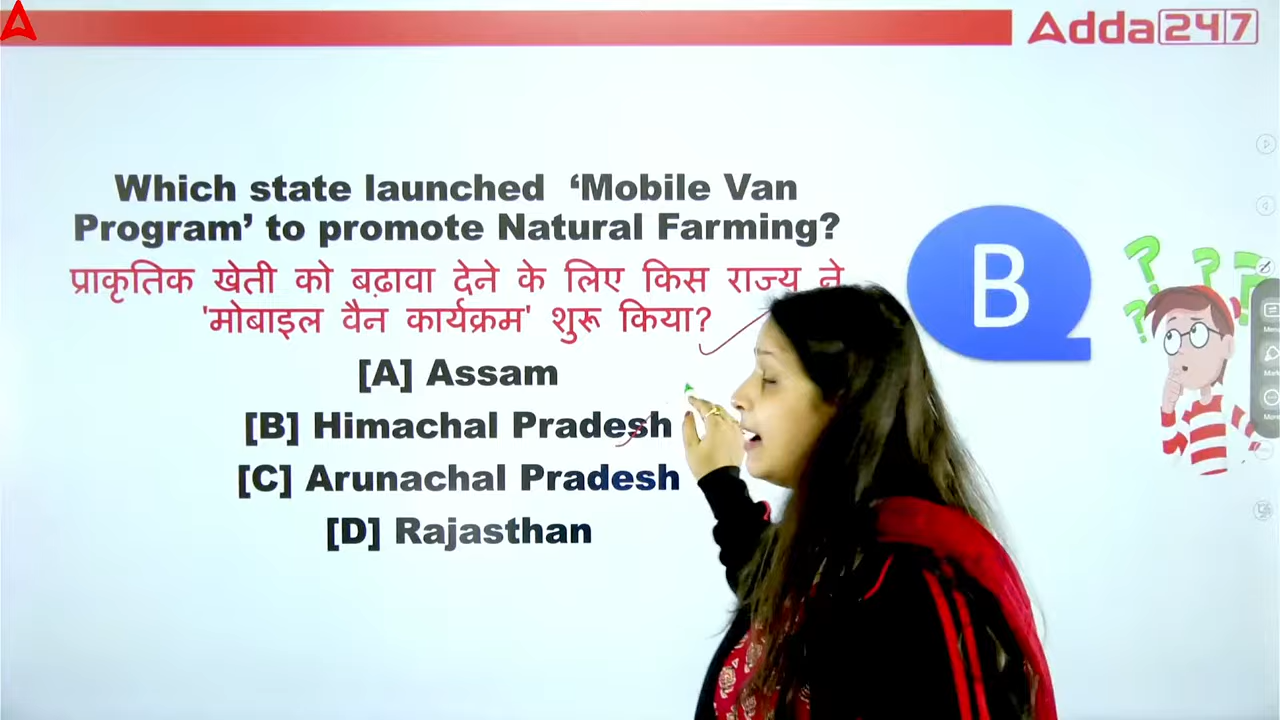 Adda247
Which state launched ‘Mobile Van
Program’ to promote Natural Farming?
प्राकृतिक खेती को बढ़ावा देने के लिए किस राज्य ने
'मोबाइल वैन कार्यक्रम' शुरू किया?
B
[A] Assam
[B] Himachal Pradesh
[C] Arunachal Pradesh
[D] Rajasthan